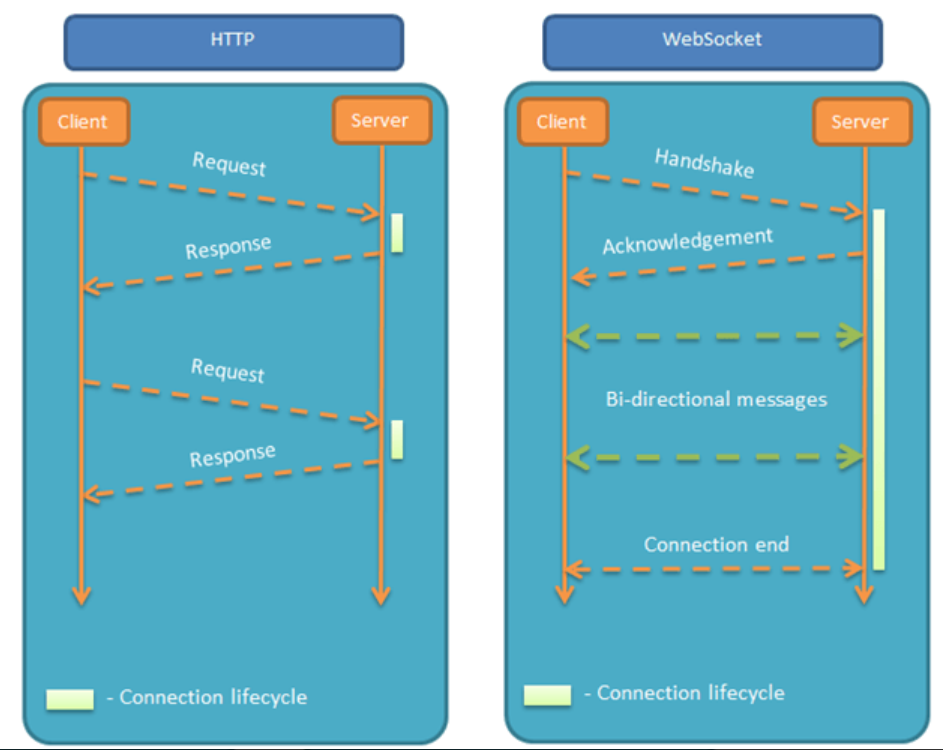 HTTP
Client
Server
Request
Response
Request
Response
- Connection lifecycle
WebSocket
Client
Server
Handshake
Acknowledgement
Bi-directional messages
Connection end
- Connection lifecycle